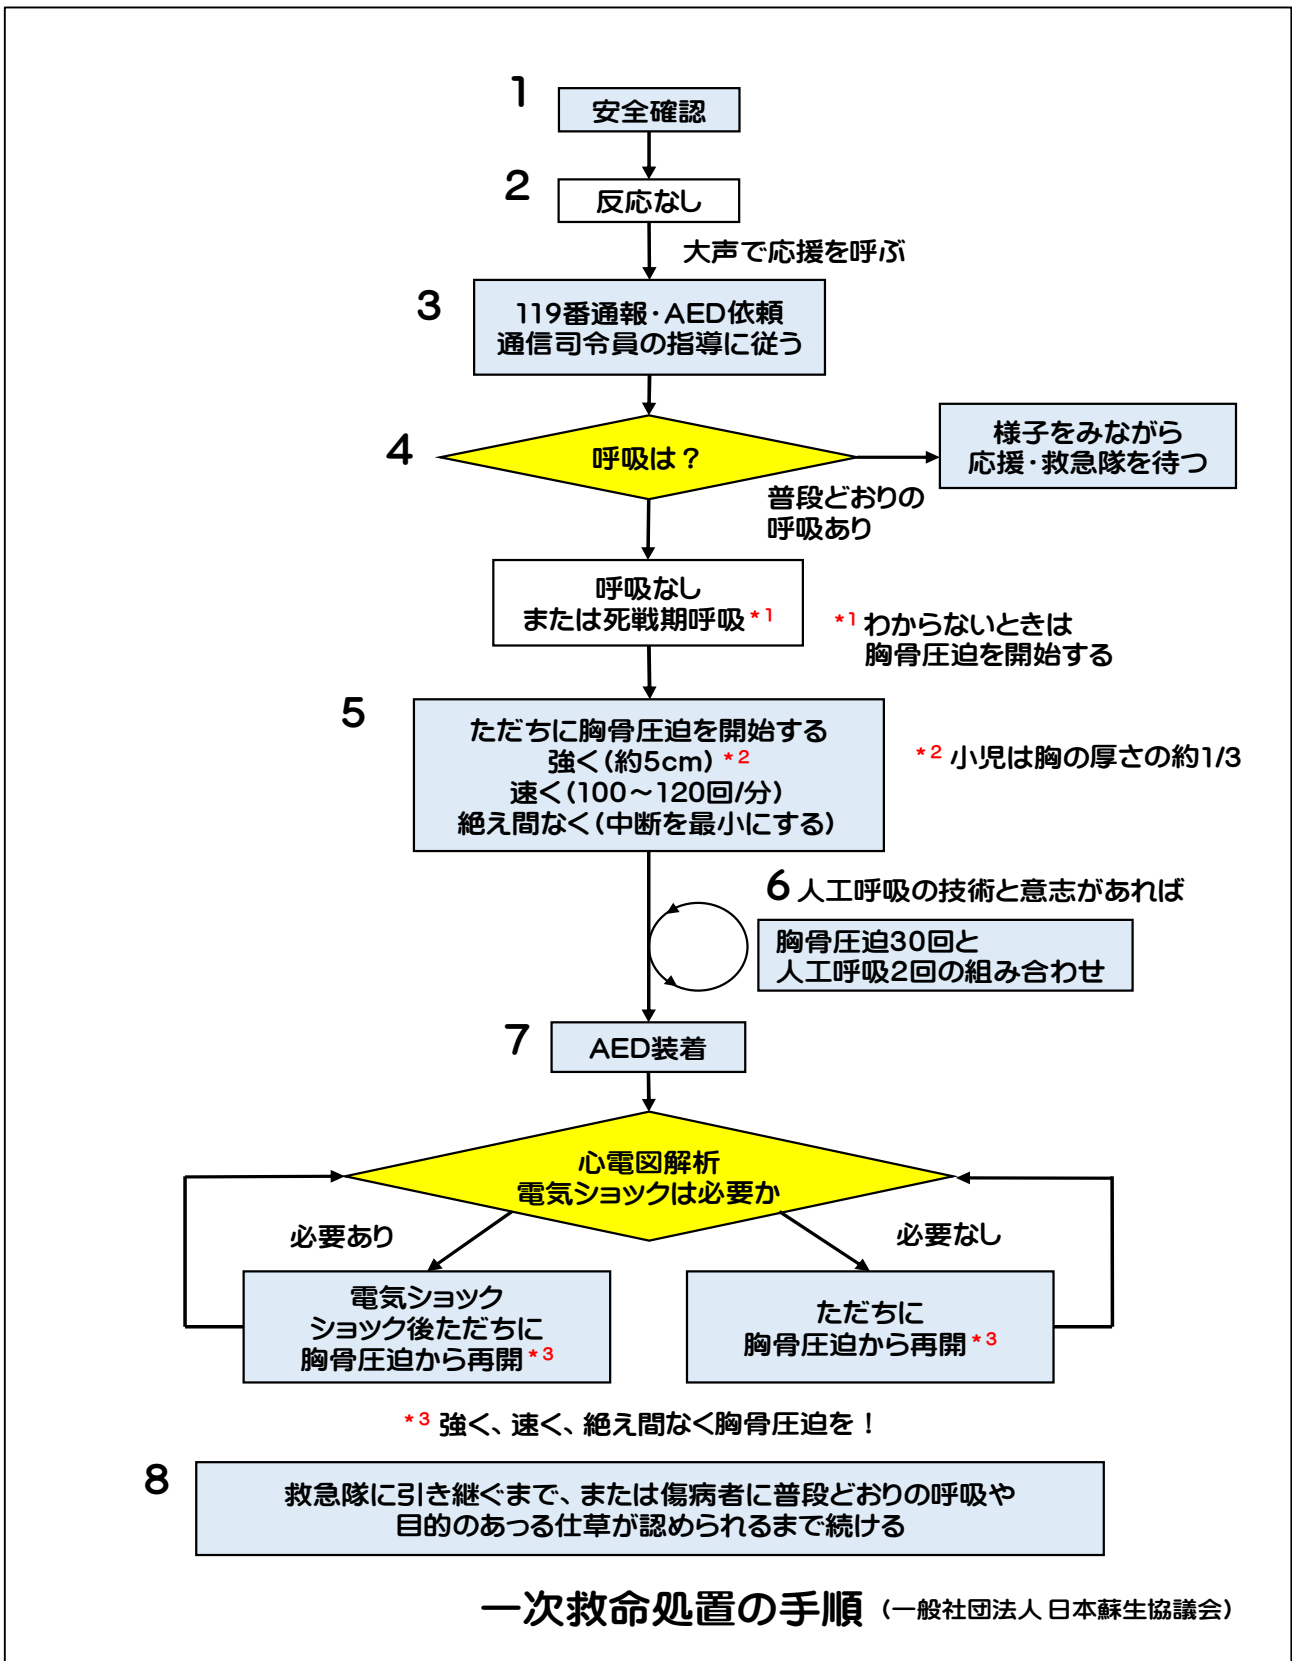 1
安全確認
2
反応なし
大声で応援を呼ぶ
3
119番通報・AED依頼
通信司令員の指導に従う
4
呼吸は？
様子をみながら
応援・救急隊を待つ
普段どおりの
呼吸あり
呼吸なし
または死戦期呼吸*1
*1 わからないときは
胸骨圧迫を開始する
5
ただちに胸骨圧迫を開始する
強く(約5cm)*2
速く(100～120回/分)
絶え間なく(中断を最小にする)
*2 小児は胸の厚さの約1/3
6 人工呼吸の技術と意志があれば
胸骨圧迫30回と
人工呼吸2回の組み合わせ
7
AED装着
心電図解析
電気ショックは必要か
必要あり
必要なし
電気ショック
ショック後ただちに
胸骨圧迫から再開*3
ただちに
胸骨圧迫から再開*3
*3 強く、速く、絶え間なく胸骨圧迫を！
8
救急隊に引き継ぐまで、または傷病者に普段どおりの呼吸や
目的のあっる仕草が認められるまで続ける
一次救命処置の手順 (一般社団法人 日本蘇生協議会)